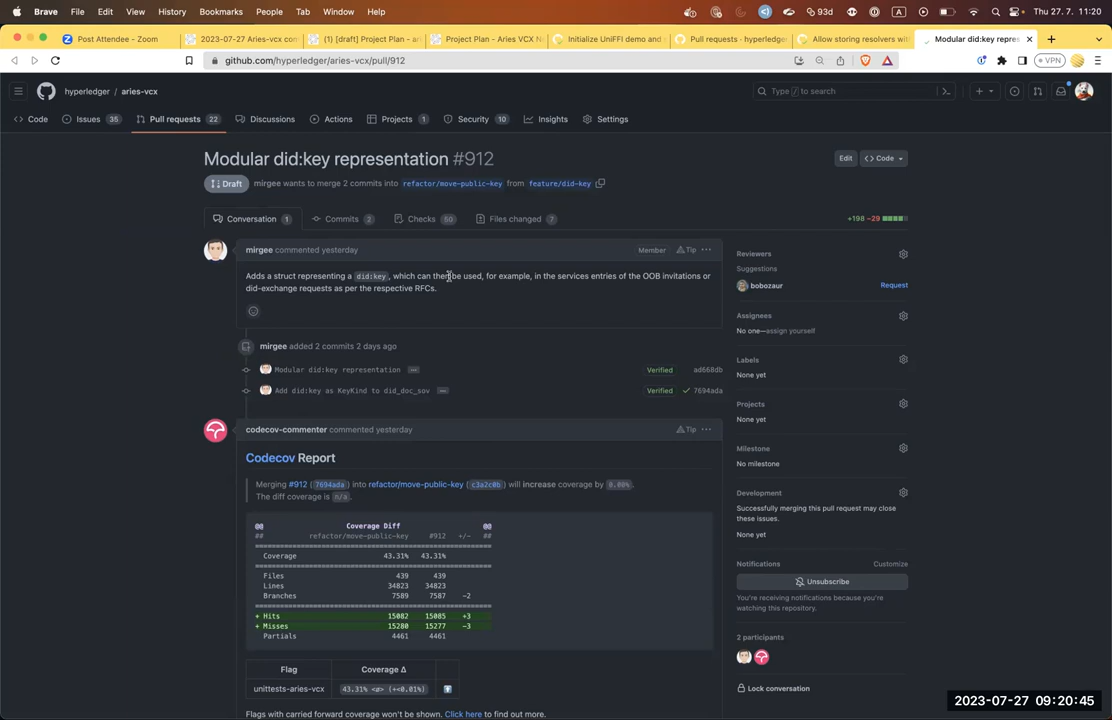 Brave File Edit View History Bookmarks People Tab Window Help 93d A Thu 27. 7. 11:20
Post Attendee - Zoom
2023-07-27 Aries-vcx con
(1) [draft] Project Plan - ar
Project Plan - Aries VCX N
Initialize UniFFI demo and
Pull requests · hyperledge
Allow storing resolvers with
Modular did:key repres
github.com/hyperledger/aries-vcx/pull/912
VPN
hyperledger / aries-vcx
Type / to search
Code Issues 35 Pull requests 22 Discussions Actions Projects 1 Security 10 Insights Settings
Modular did:key representation #912
Edit <> Code
Draft mirgee wants to merge 2 commits into refactor/move-public-key from feature/did-key
Conversation 1 Commits 2 Checks 50 Files changed 7
+198 −29
mirgee commented yesterday
Member Tip
Adds a struct representing a did:key, which can then be used, for example, in the services entries of the OOB invitations or
did-exchange requests as per the respective RFCs.
mirgee added 2 commits 2 days ago
Modular did:key representation Verified ad668db
Add did:key as KeyKind to did_doc_sov Verified 7694ada
codecov-commenter commented yesterday
Tip
Codecov Report
Merging #912 (7694ada) into refactor/move-public-key (c3a2c0b) will increase coverage by 0.00%.
The diff coverage is n/a.
@@ Coverage Diff @@
## refactor/move-public-key #912 +/- ##
Coverage 43.31% 43.31%
Files 439 439
Lines 34823 34823
Branches 7589 7587 -2
+ Hits 15082 15085 +3
+ Misses 15280 15277 -3
Partials 4461 4461
Flag Coverage Δ
unittests-aries-vcx 43.31% <ø> (+<0.01%)
Flags with carried forward coverage won't be shown. Click here to find out more.
Reviewers
Suggestions
bobozaur Request
Assignees
No one—assign yourself
Labels
None yet
Projects
None yet
Milestone
No milestone
Development
Successfully merging this pull request may close
these issues.
None yet
Notifications Customize
Unsubscribe
You're receiving notifications because you're
watching this repository.
2 participants
Lock conversation
2023-07-27 09:20:45